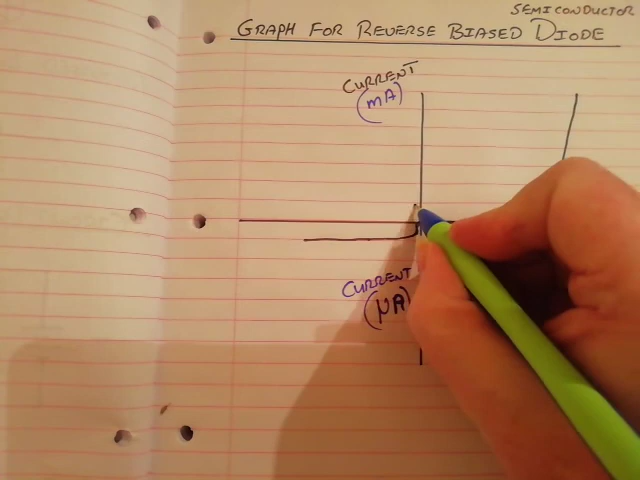 SEMICONDUCTOR
GRAPH FOR REVERSE BIASED DIODE
CURRENT
(mA)
CURRENT
(µA)